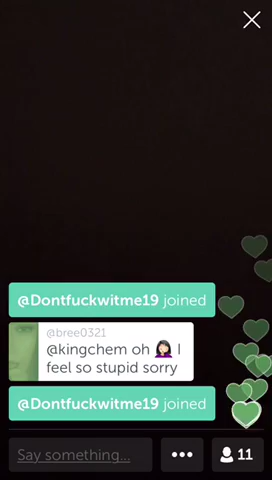 @Dontfuckwitme19 joined
@bree0321
@kingchem oh 🤦🏻‍♀️ I
feel so stupid sorry
@Dontfuckwitme19 joined
Say something... 11